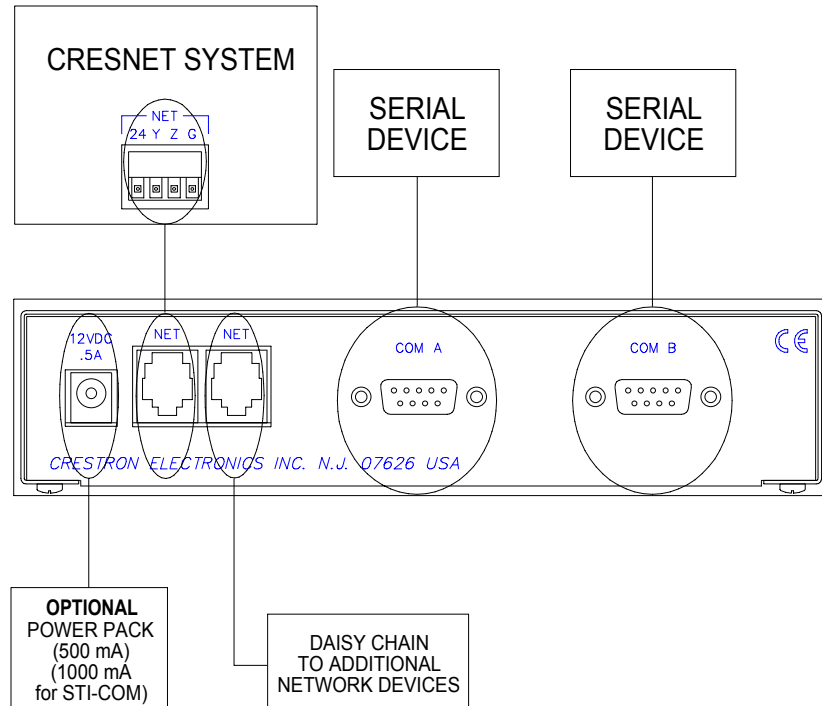 CRESNET SYSTEM
NET
24 Y Z G
SERIAL
DEVICE
SERIAL
DEVICE
12VDC
.5A
NET
NET
COM A
COM B
CE
CRESTRON ELECTRONICS INC. N.J. 07626 USA
OPTIONAL
POWER PACK
(500 mA)
(1000 mA
for STI-COM)
DAISY CHAIN
TO ADDITIONAL
NETWORK DEVICES